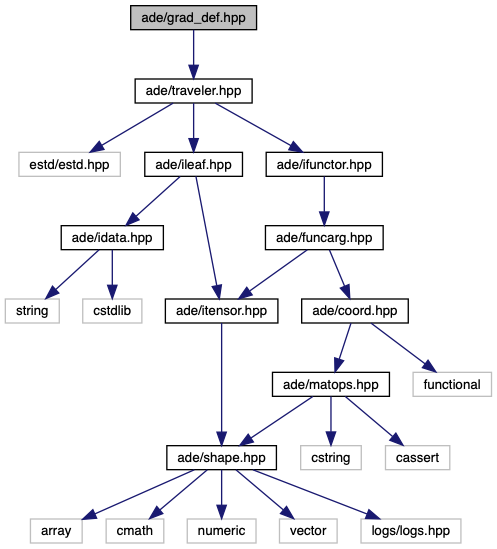 ade/grad_def.hpp
ade/traveler.hpp
estd/estd.hpp
ade/ileaf.hpp
ade/ifunctor.hpp
ade/idata.hpp
ade/funcarg.hpp
string
cstdlib
ade/itensor.hpp
ade/coord.hpp
ade/matops.hpp
functional
ade/shape.hpp
cstring
cassert
array
cmath
numeric
vector
logs/logs.hpp